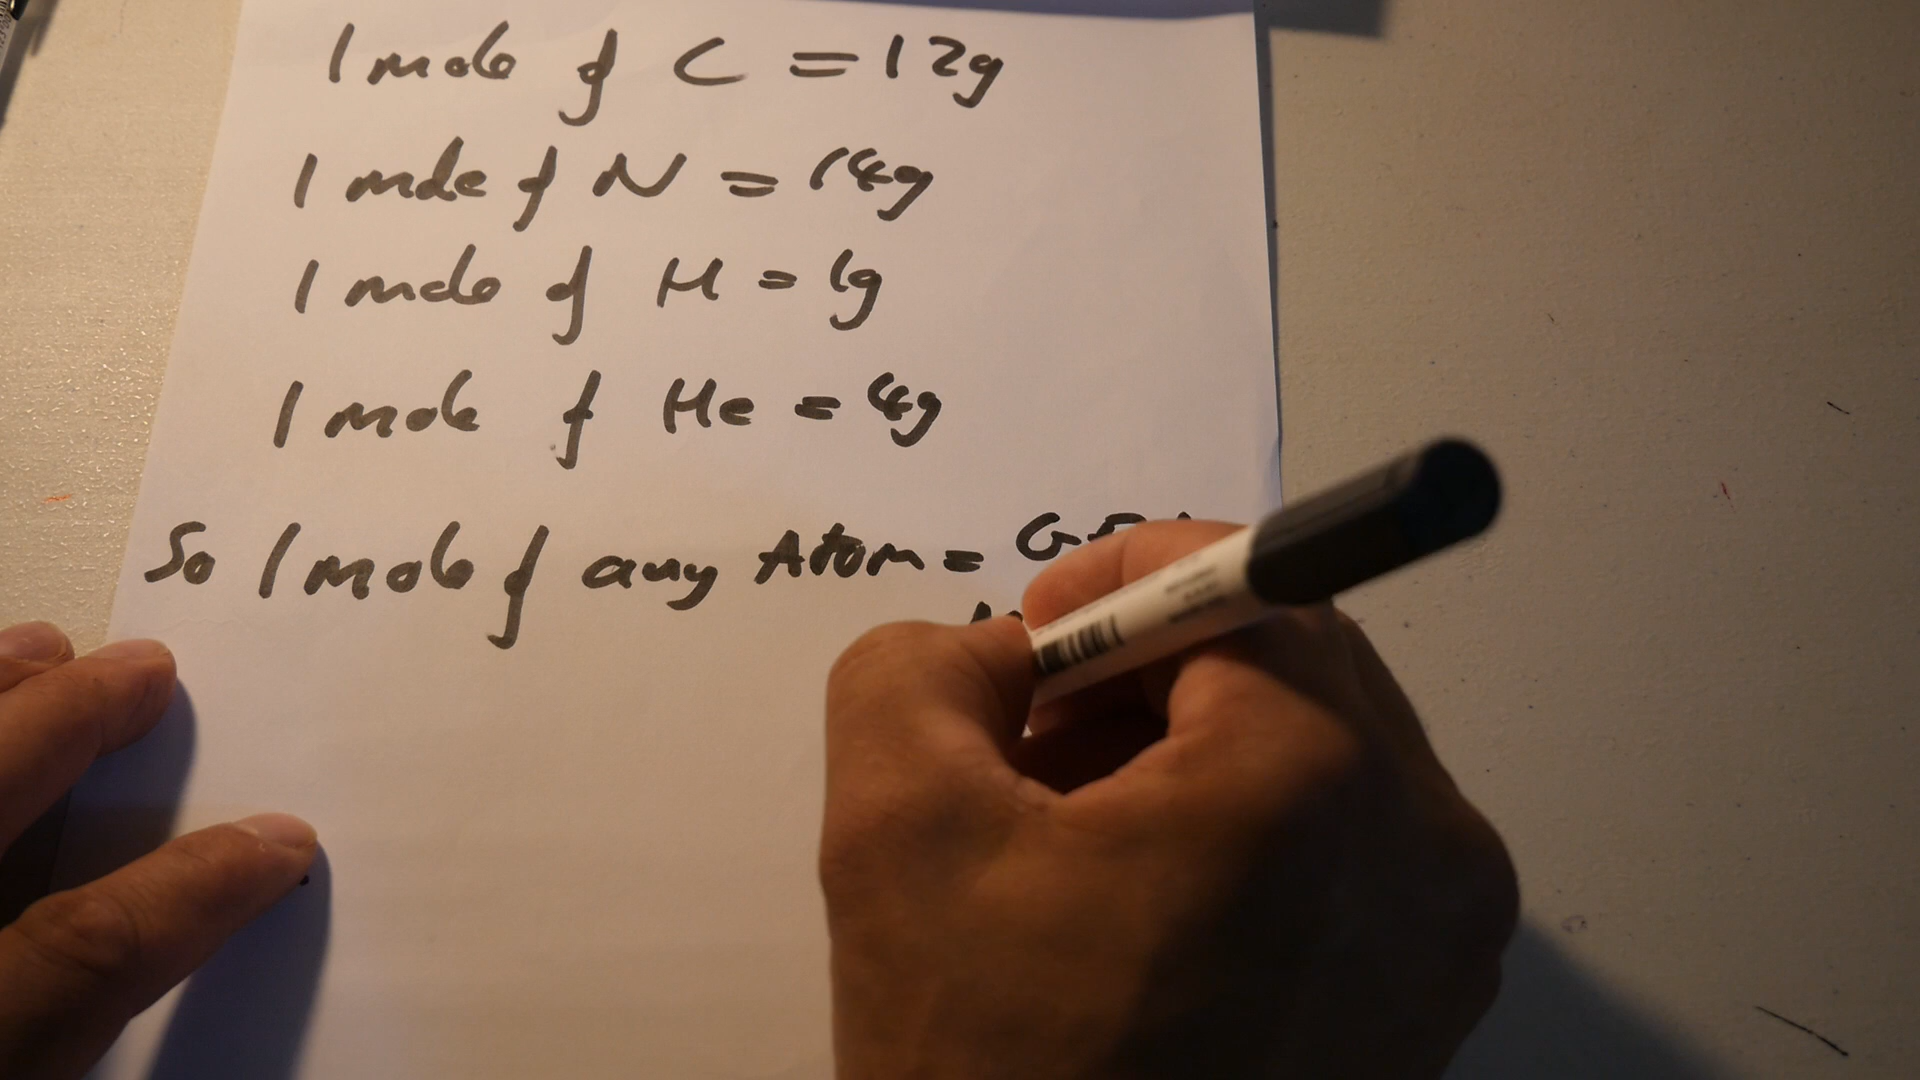 1 mole of C = 12g
1 mole of N = 14g
1 mole of H = 1g
1 mole of He = 4g
So 1 mole of any Atom =